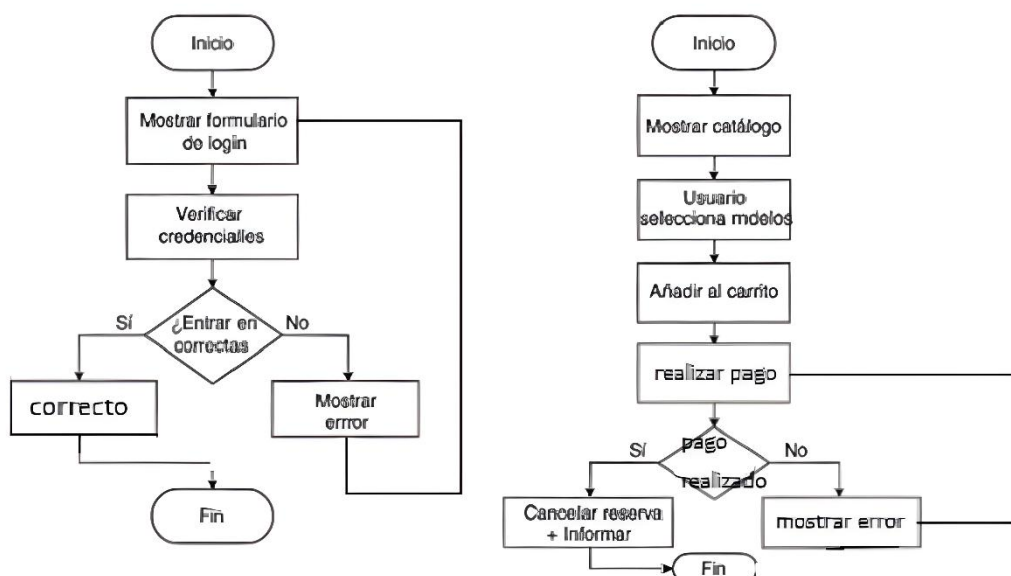 Inicio
Mostrar formulario
de login
Verificar
credencialles
¿Entrar en
correctas
Sí
No
correcto
Mostrar
errror
Fin
Inicio
Mostrar catálogo
Usuario
selecciona mdelos
Añadir al carrito
realizar pago
pago
realizado
Sí
No
Cancelar reserva
+ Informar
mostrar error
Fin